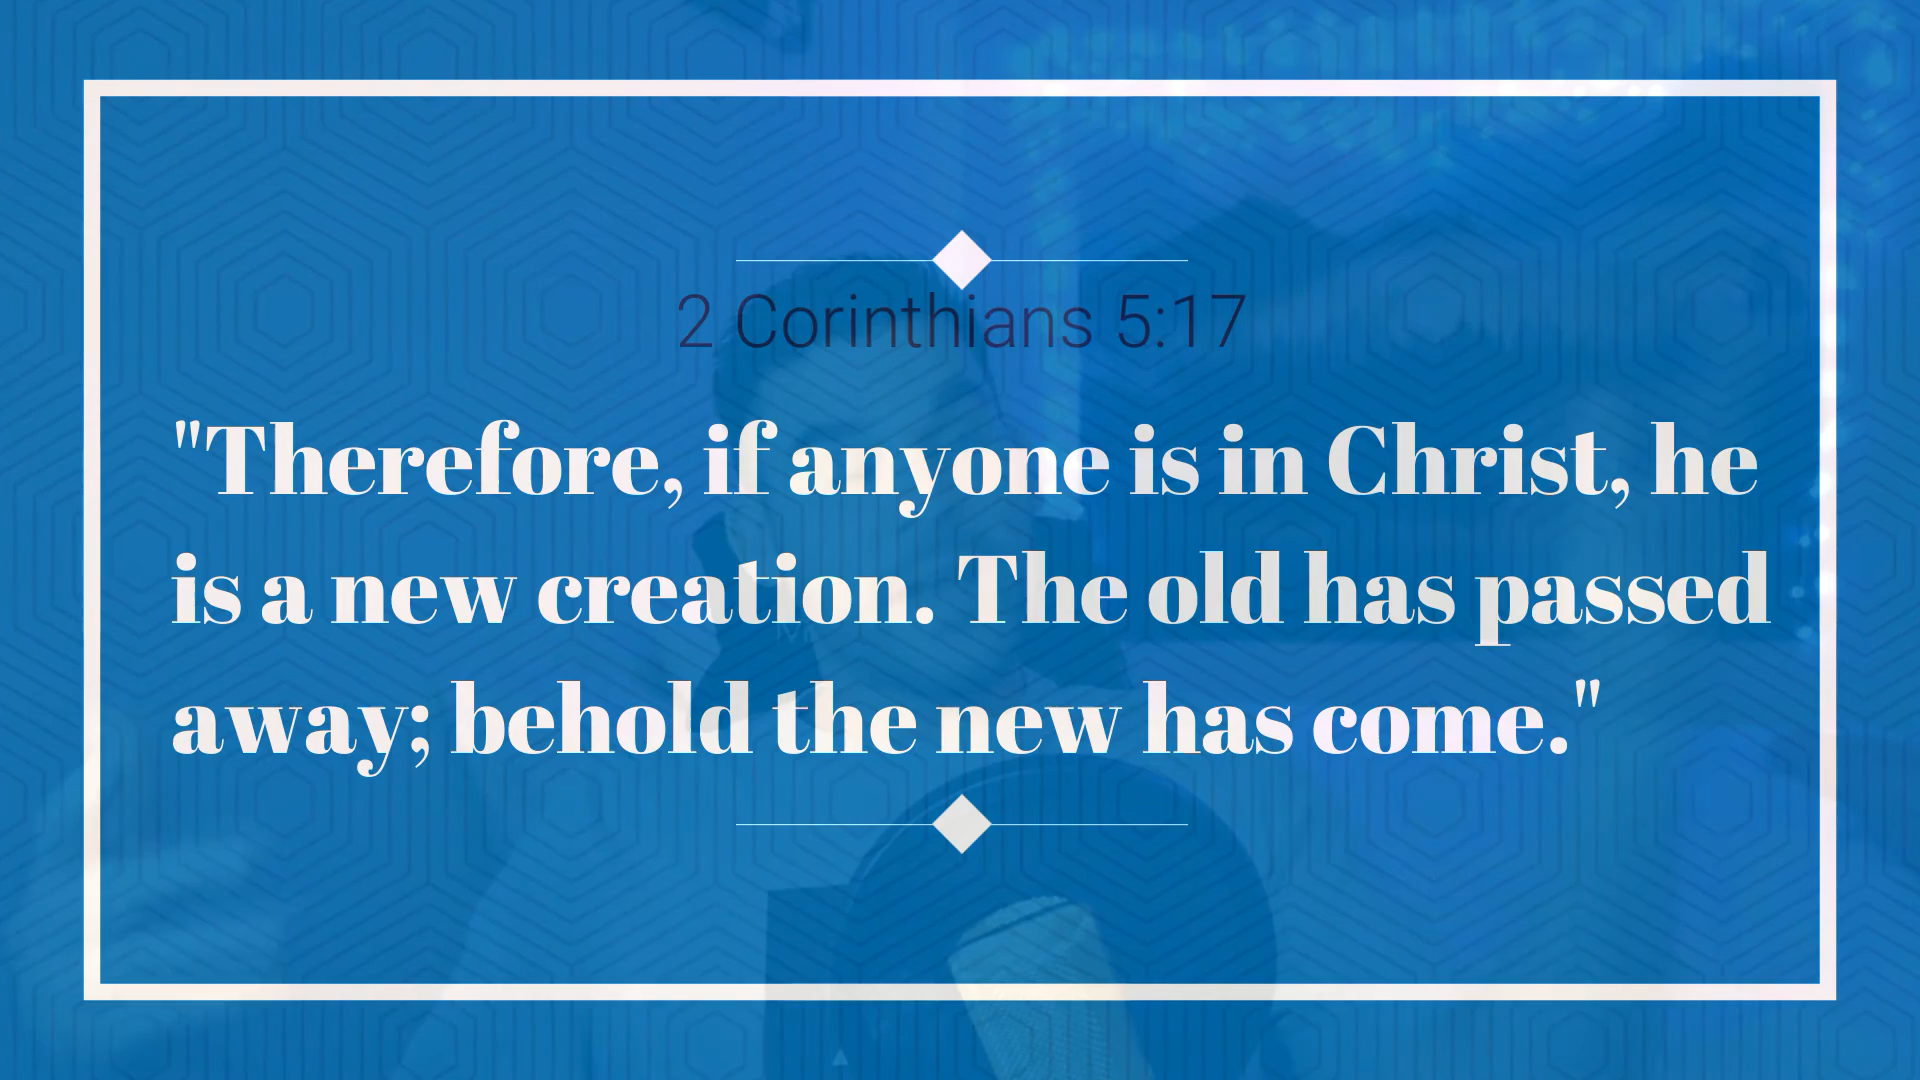 2 Corinthians 5:17
"Therefore, if anyone is in Christ, he
is a new creation. The old has passed
away; behold the new has come."